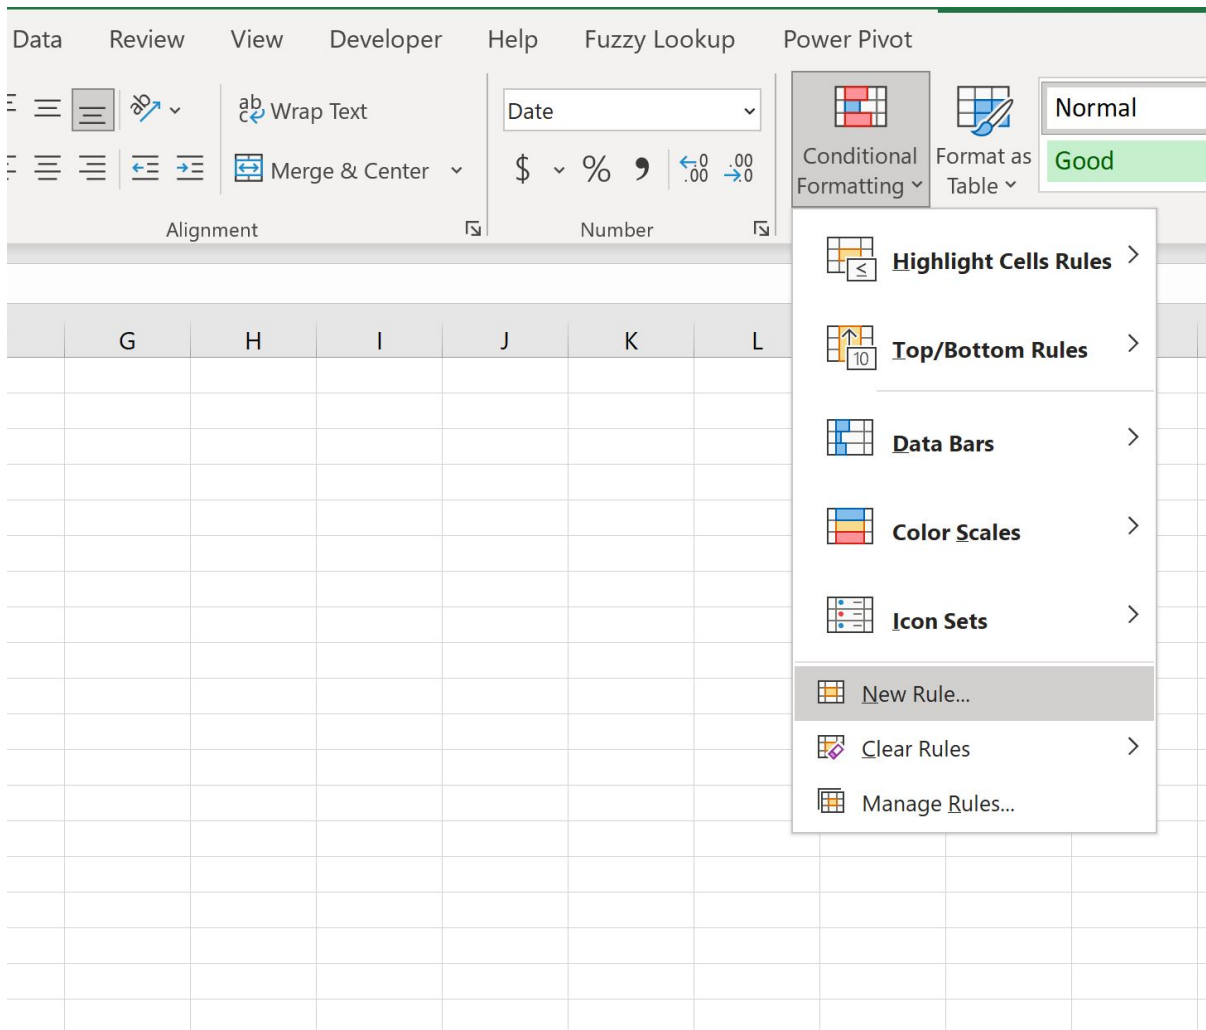 Data Review View Developer Help Fuzzy Lookup Power Pivot
ab Wrap Text Date Normal
$ % , Merge & Center
Conditional Formatting
Format as Table
Good
Alignment Number
G H I J K L
Highlight Cells Rules
Top/Bottom Rules
Data Bars
Color Scales
Icon Sets
New Rule...
Clear Rules
Manage Rules...